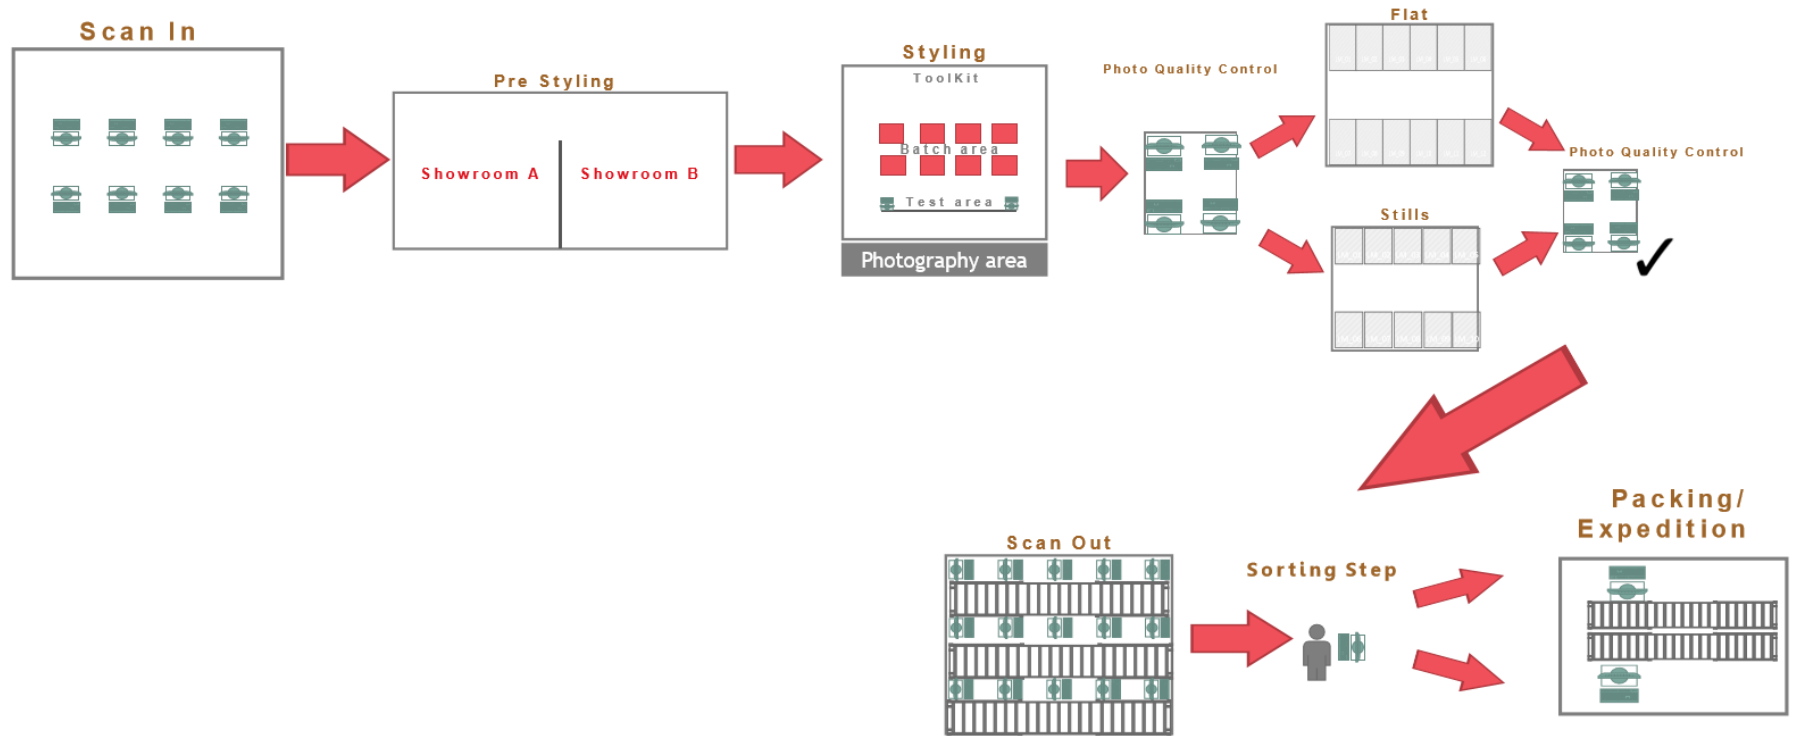 Scan In
Pre Styling
Showroom A
Showroom B
Styling
ToolKit
Batch area
Test area
Photography area
Photo Quality Control
Flat
Stills
Photo Quality Control
Scan Out
Sorting Step
Packing/
Expedition